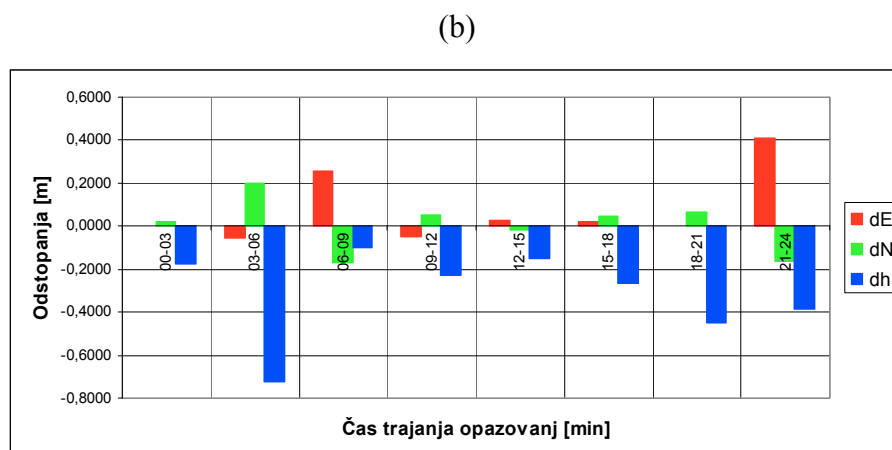 (b)
0,6000
0,4000
0,2000
0,0000
-0,2000
-0,4000
-0,6000
-0,8000
Odstopanja [m]
00-03
03-06
06-09
09-12
12-15
15-18
18-21
21-24
Čas trajanja opazovanj [min]
dE
dN
dh